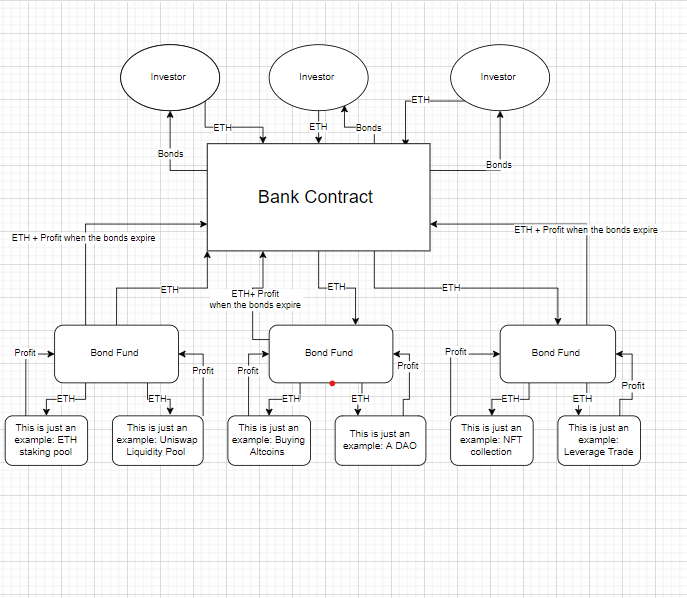 Investor
Investor
Investor
ETH
ETH
ETH
Bonds
Bonds
Bonds
Bank Contract
ETH + Profit when the bonds expire
ETH + Profit when the bonds expire
ETH
ETH+ Profit
when the bonds expire
ETH
ETH
Profit
Bond Fund
Profit
Profit
Bond Fund
Profit
Profit
Bond Fund
Profit
ETH
ETH
ETH
ETH
ETH
ETH
This is just an
example: ETH
staking pool
This is just an
example: Uniswap
Liquidity Pool
This is just an
example: Buying
Altcoins
This is just an
example: A DAO
This is just an
example: NFT
collection
This is just an
example:
Leverage Trade